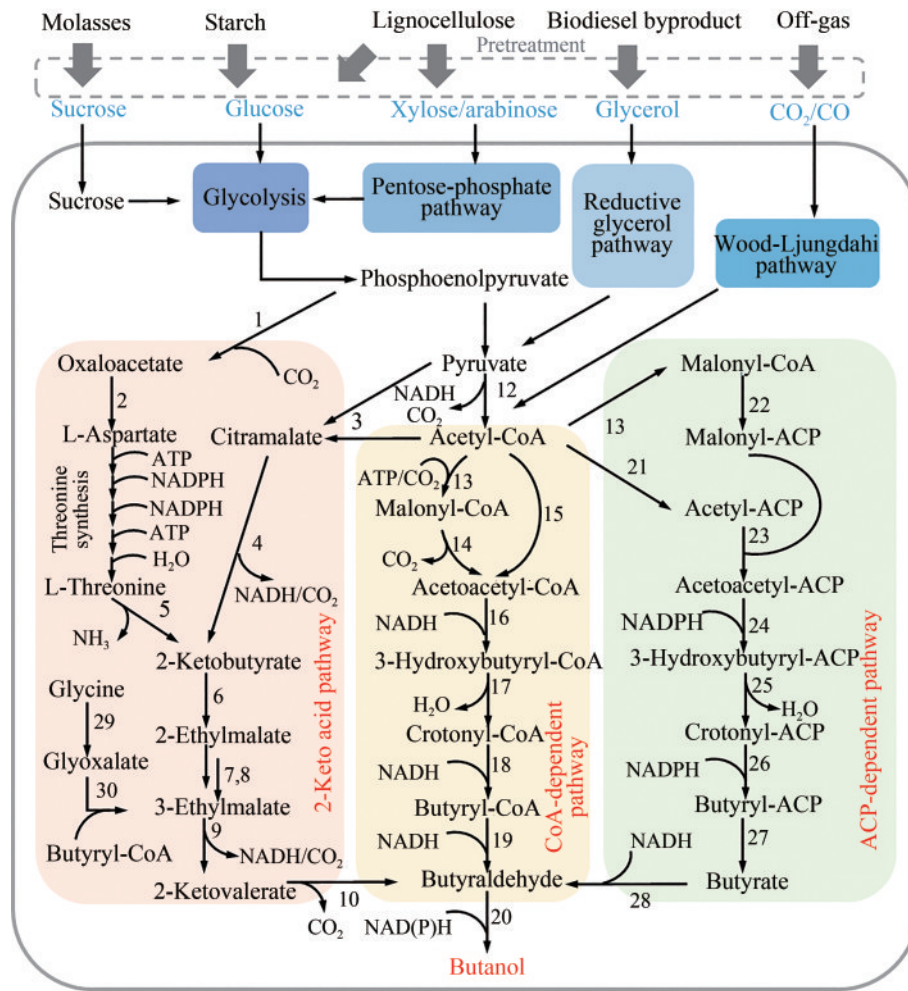 Molasses
Starch
Lignocellulose
Biodiesel byproduct
Off-gas
Pretreatment
Sucrose
Glucose
Xylose/arabinose
Glycerol
CO₂/CO
Sucrose
Glycolysis
Pentose-phosphate
pathway
Reductive
glycerol
pathway
Wood-Ljungdahi
pathway
Phosphoenolpyruvate
1
Oxaloacetate
CO₂
Pyruvate
Malonyl-CoA
2
3
NADH
CO₂
12
13
22
L-Aspartate
Citramalate
Acetyl-CoA
Malonyl-ACP
21
Threonine
synthesis
ATP
NADPH
NADPH
ATP
H₂O
ATP/CO₂
13
Malonyl-CoA
15
Acetyl-ACP
4
CO₂
14
23
L-Threonine
NADH/CO₂
Acetoacetyl-CoA
Acetoacetyl-ACP
5
NH₃
NADH
16
NADPH
24
2-Ketobutyrate
3-Hydroxybutyryl-CoA
3-Hydroxybutyryl-ACP
Glycine
6
H₂O
17
25
H₂O
29
2-Ethylmalate
Crotonyl-CoA
Crotonyl-ACP
Glyoxalate
7,8
NADH
18
NADPH
26
30
3-Ethylmalate
Butyryl-CoA
Butyryl-ACP
Butyryl-CoA
9
NADH/CO₂
NADH
19
27
NADH
2-Ketovalerate
10
CO₂
Butyraldehyde
28
Butyrate
NAD(P)H
20
Butanol
2-Keto acid pathway
CoA-dependent
pathway
ACP-dependent pathway